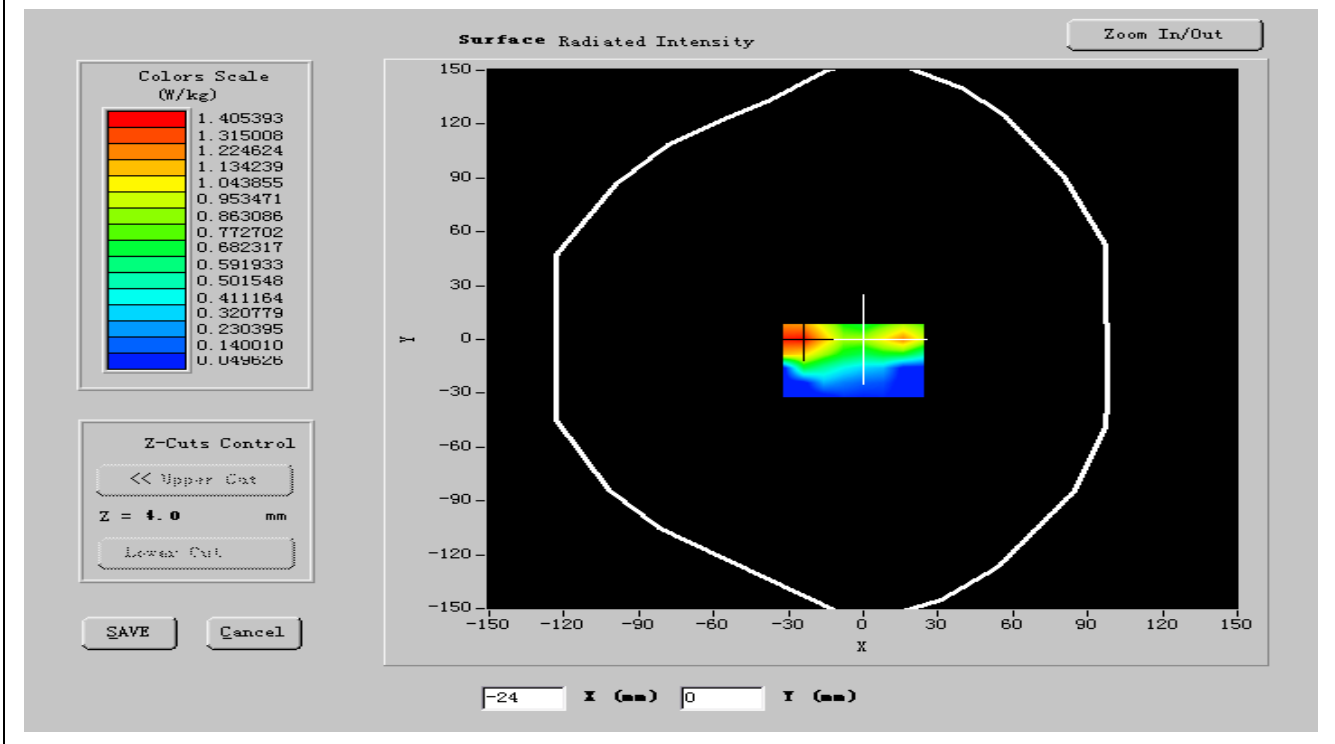 Surface Radiated Intensity
Zoom In/Out
Colors Scale
(W/kg)
1.405393
1.315008
1.224624
1.134239
1.043855
0.953471
0.863086
0.772702
0.682317
0.591933
0.501548
0.411164
0.320779
0.230395
0.140010
0.049626
Z-Cuts Control
<< Upper Cut
Z = 4.0 mm
Lower Cut
SAVE
Cancel
150
120
90
60
30
0
-30
-60
-90
-120
-150
Y
-150 -120 -90 -60 -30 0 30 60 90 120 150
X
-24 X (mm) 0 Y (mm)